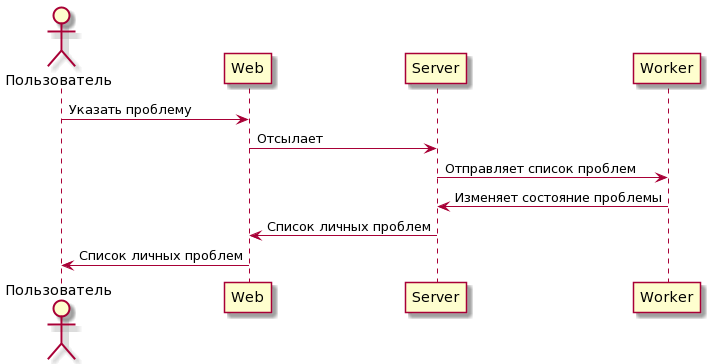 Пользователь
Web
Server
Worker
Указать проблему
Отсылает
Отправляет список проблем
Изменяет состояние проблемы
Список личных проблем
Список личных проблем
Пользователь
Web
Server
Worker